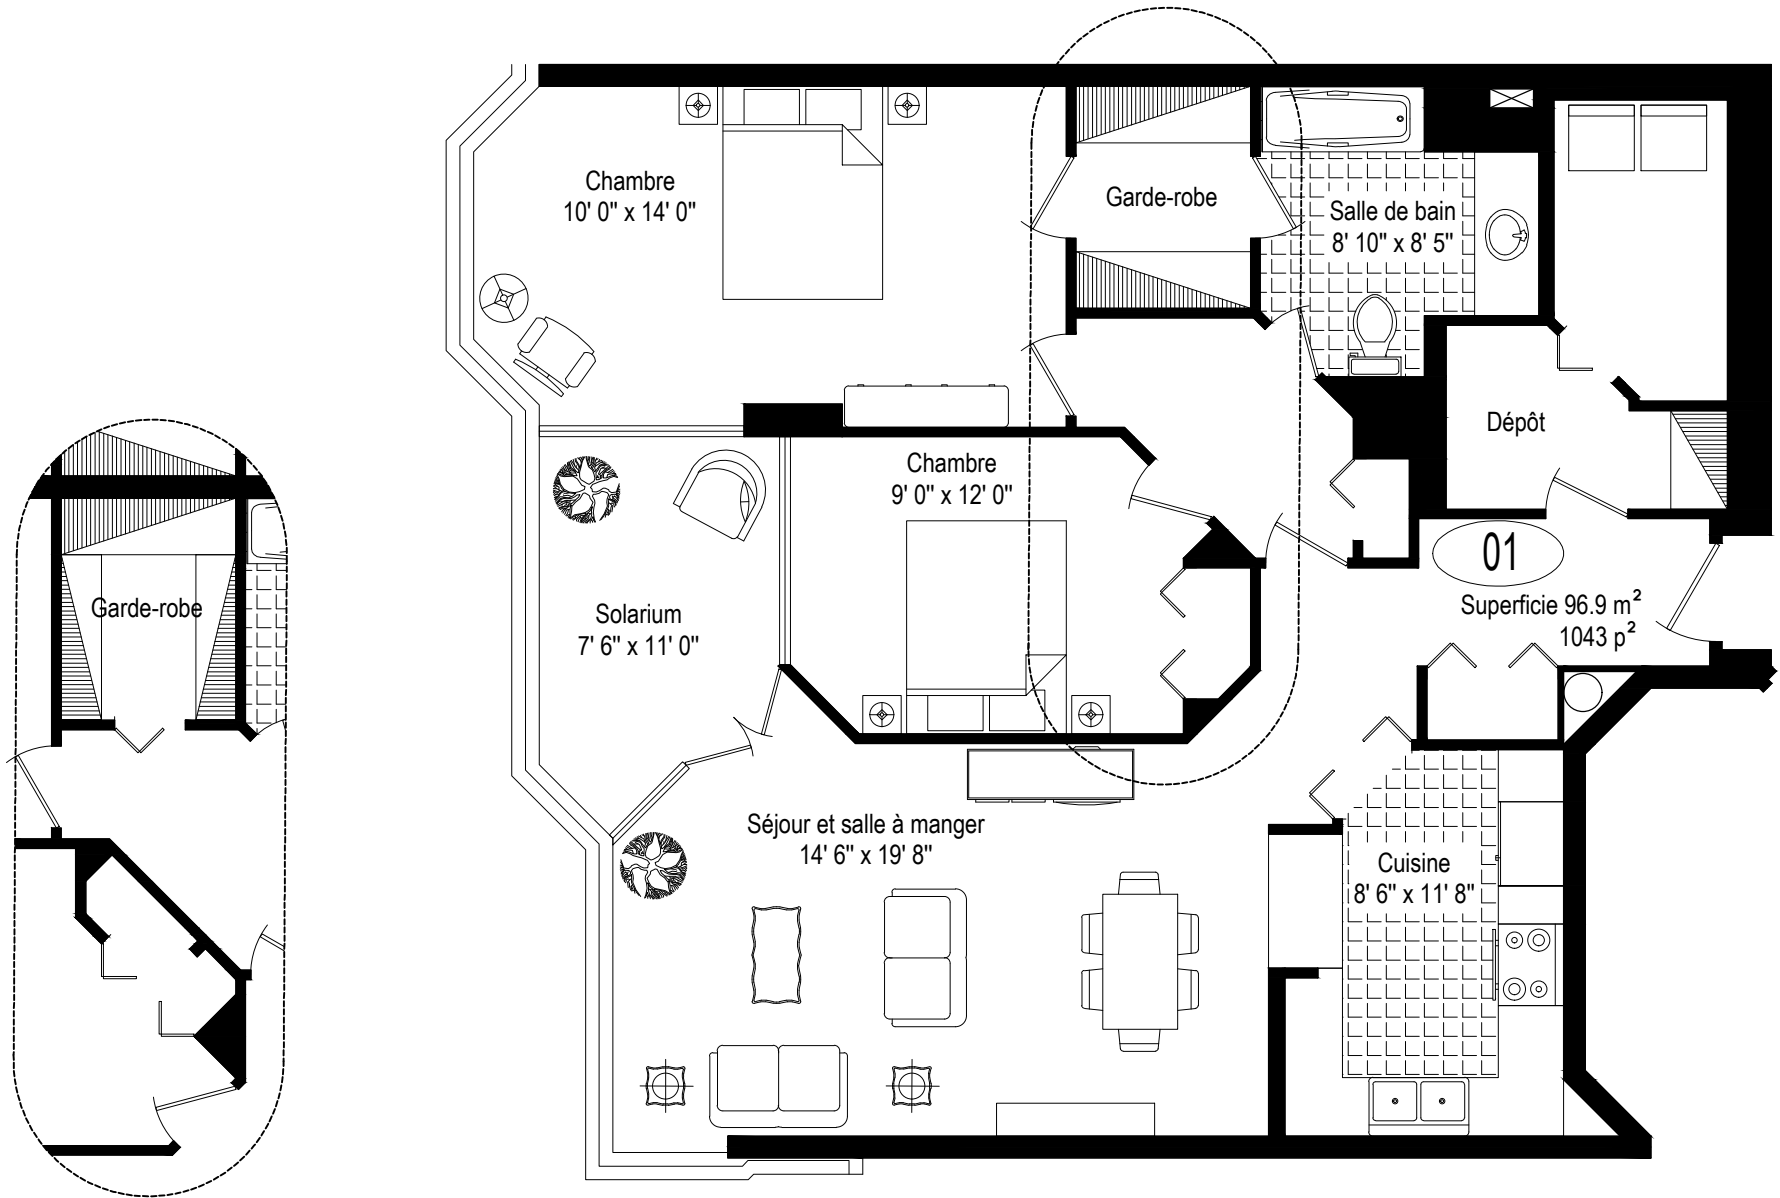 Chambre
10' 0" x 14' 0"
Garde-robe
Salle de bain
8' 10" x 8' 5"
Dépôt
Chambre
9' 0" x 12' 0"
01
Superficie 96.9 m²
1043 p²
Solarium
7' 6" x 11' 0"
Garde-robe
Séjour et salle à manger
14' 6" x 19' 8"
Cuisine
8' 6" x 11' 8"